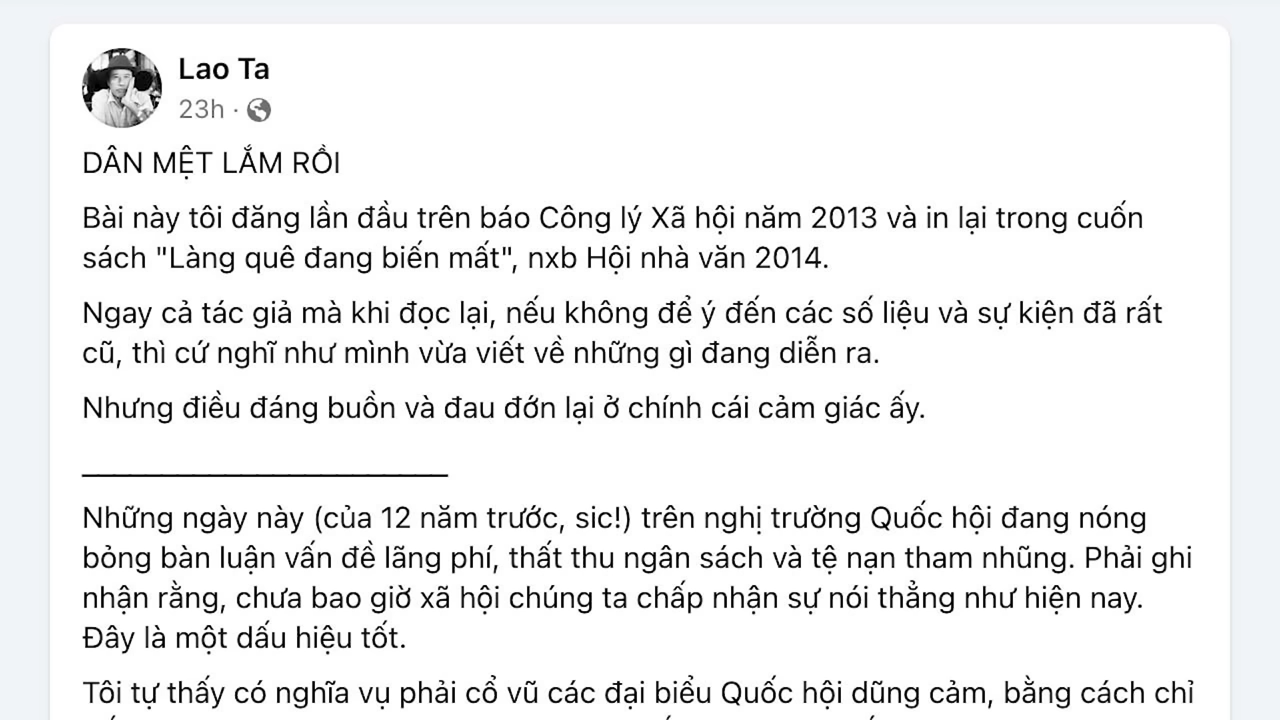 Lao Ta
23h ·
DÂN MỆT LẮM RỒI
Bài này tôi đăng lần đầu trên báo Công lý Xã hội năm 2013 và in lại trong cuốn
sách "Làng quê đang biến mất", nxb Hội nhà văn 2014.
Ngay cả tác giả mà khi đọc lại, nếu không để ý đến các số liệu và sự kiện đã rất
cũ, thì cứ nghĩ như mình vừa viết về những gì đang diễn ra.
Nhưng điều đáng buồn và đau đớn lại ở chính cái cảm giác ấy.
Những ngày này (của 12 năm trước, sic!) trên nghị trường Quốc hội đang nóng
bỏng bàn luận vấn đề lãng phí, thất thu ngân sách và tệ nạn tham nhũng. Phải ghi
nhận rằng, chưa bao giờ xã hội chúng ta chấp nhận sự nói thẳng như hiện nay.
Đây là một dấu hiệu tốt.
Tôi tự thấy có nghĩa vụ phải cổ vũ các đại biểu Quốc hội dũng cảm, bằng cách chỉ